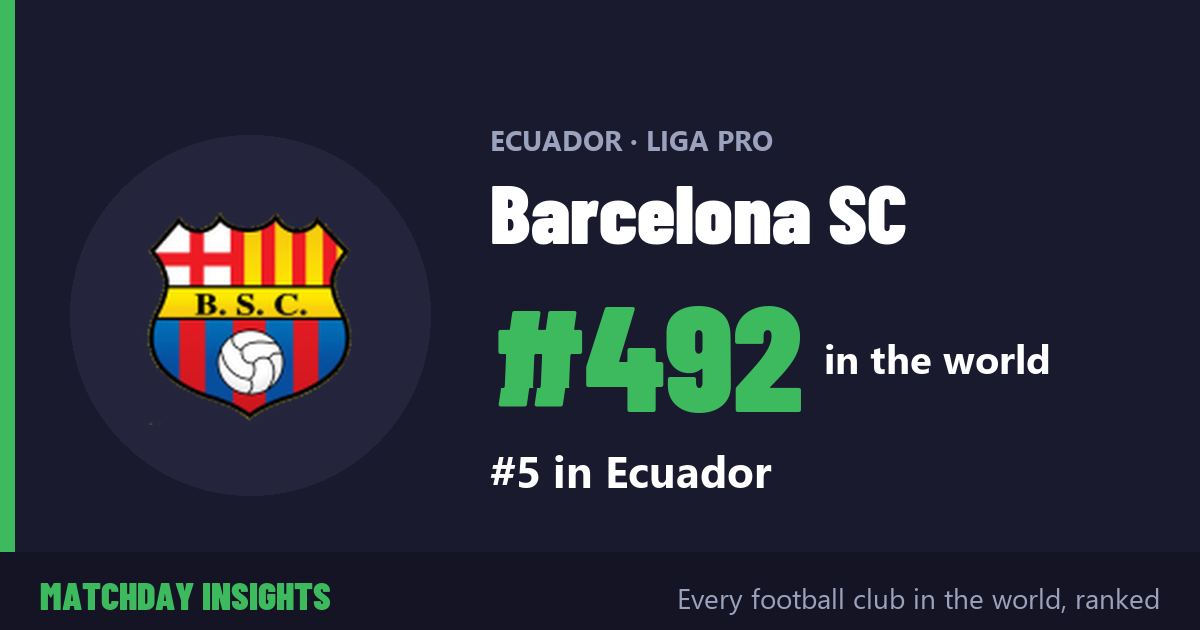 ECUADOR · LIGA PRO
Barcelona SC
B. S. C.
#492 in the world
#5 in Ecuador
MATCHDAY INSIGHTS
Every football club in the world, ranked